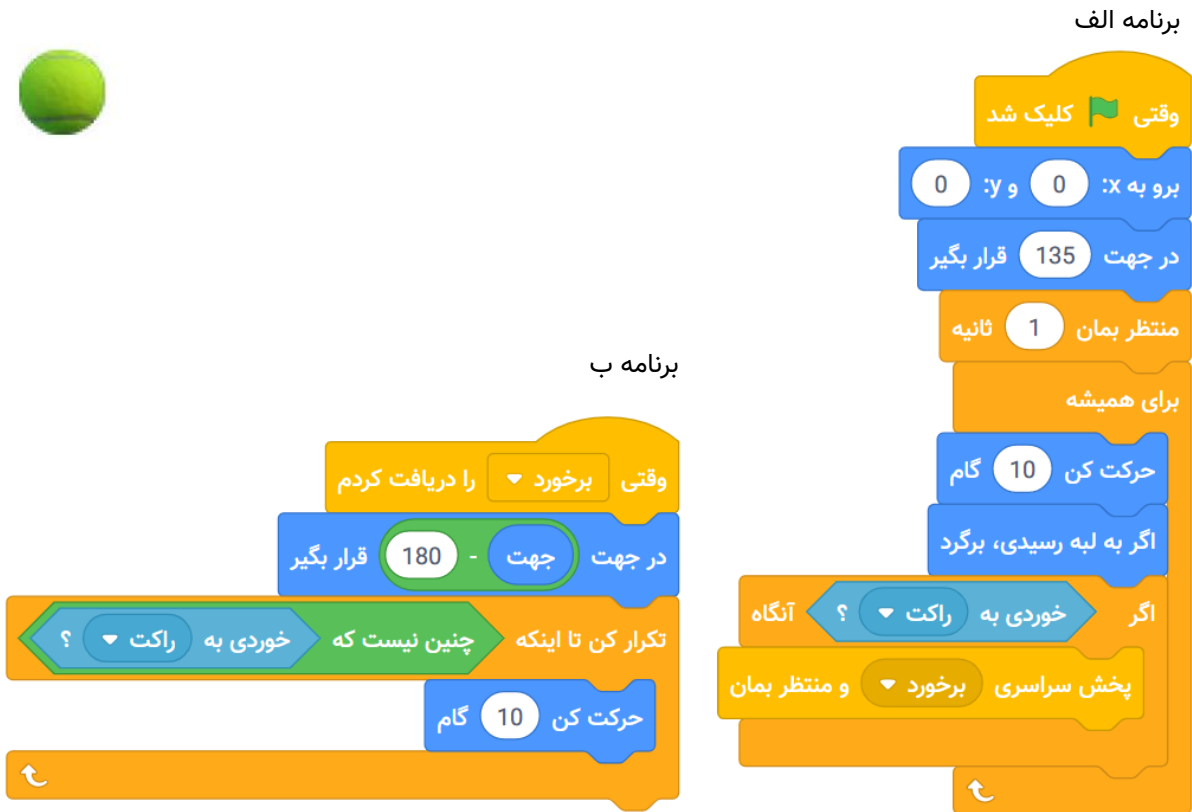 برنامه الف
وقتی کلیک شد
برو به x: 0 و y: 0
در جهت 135 قرار بگیر
منتظر بمان 1 ثانیه
برای همیشه
حرکت کن 10 گام
اگر به لبه رسیدی، برگرد
اگر خوردی به راکت ؟ آنگاه
پخش سراسری برخورد و منتظر بمان
برنامه ب
وقتی برخورد را دریافت کردم
در جهت جهت - 180 قرار بگیر
تکرار کن تا اینکه چنین نیست که خوردی به راکت ؟
حرکت کن 10 گام